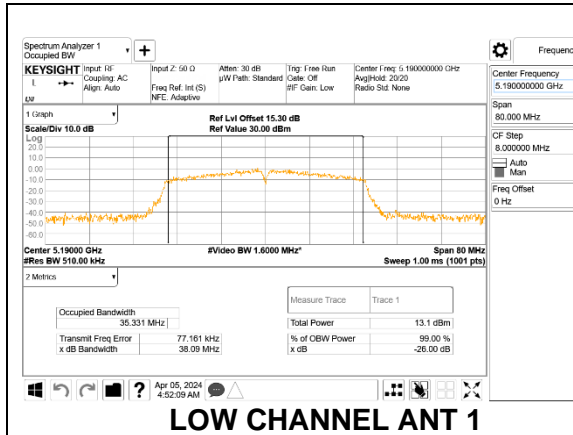 Spectrum Analyzer 1
Occupied BW
+
Frequenc
KEYSIGHT
Input: RF
Coupling: AC
Align: Auto
Input Z: 50 Ω
Freq Ref: Int (S)
NFE: Adaptive
Atten: 30 dB
µW Path: Standard
Trig: Free Run
Gate: Off
#IF Gain: Low
Center Freq: 5.190000000 GHz
Avg|Hold: 20/20
Radio Std: None
Center Frequency
5.19000000 GHz
Span
80.000 MHz
CF Step
8.000000 MHz
Auto
Man
Freq Offset
0 Hz
1 Graph
Scale/Div 10.0 dB
Ref Lvl Offset 15.30 dB
Ref Value 30.00 dBm
Log
20.0
10.0
0.00
-10.0
-20.0
-30.0
-40.0
-50.0
-60.0
Center 5.19000 GHz
#Video BW 1.6000 MHz*
Span 80 MHz
#Res BW 510.00 kHz
Sweep 1.00 ms (1001 pts)
2 Metrics
Measure Trace
Trace 1
Occupied Bandwidth
35.331 MHz
Total Power
13.1 dBm
Transmit Freq Error
77.161 kHz
% of OBW Power
99.00 %
x dB Bandwidth
38.09 MHz
x dB
-26.00 dB
?
Apr 05, 2024
4:52:09 AM
LOW CHANNEL ANT 1